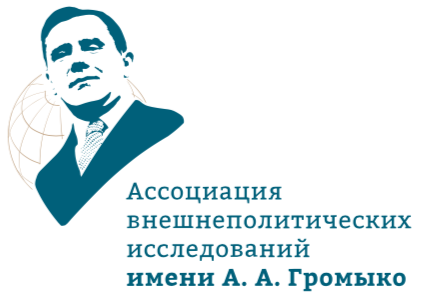 Ассоциация
внешнеполитических
исследований
имени А. А. Громыко